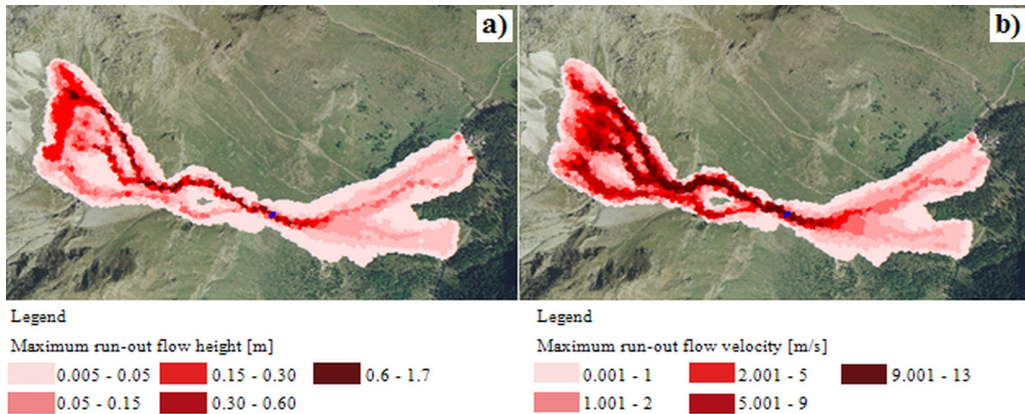 a)
b)
Legend
Maximum run-out flow height [m]
0.005 - 0.05
0.15 - 0.30
0.6 - 1.7
0.05 - 0.15
0.30 - 0.60
Legend
Maximum run-out flow velocity [m/s]
0.001 - 1
2.001 - 5
9.001 - 13
1.001 - 2
5.001 - 9